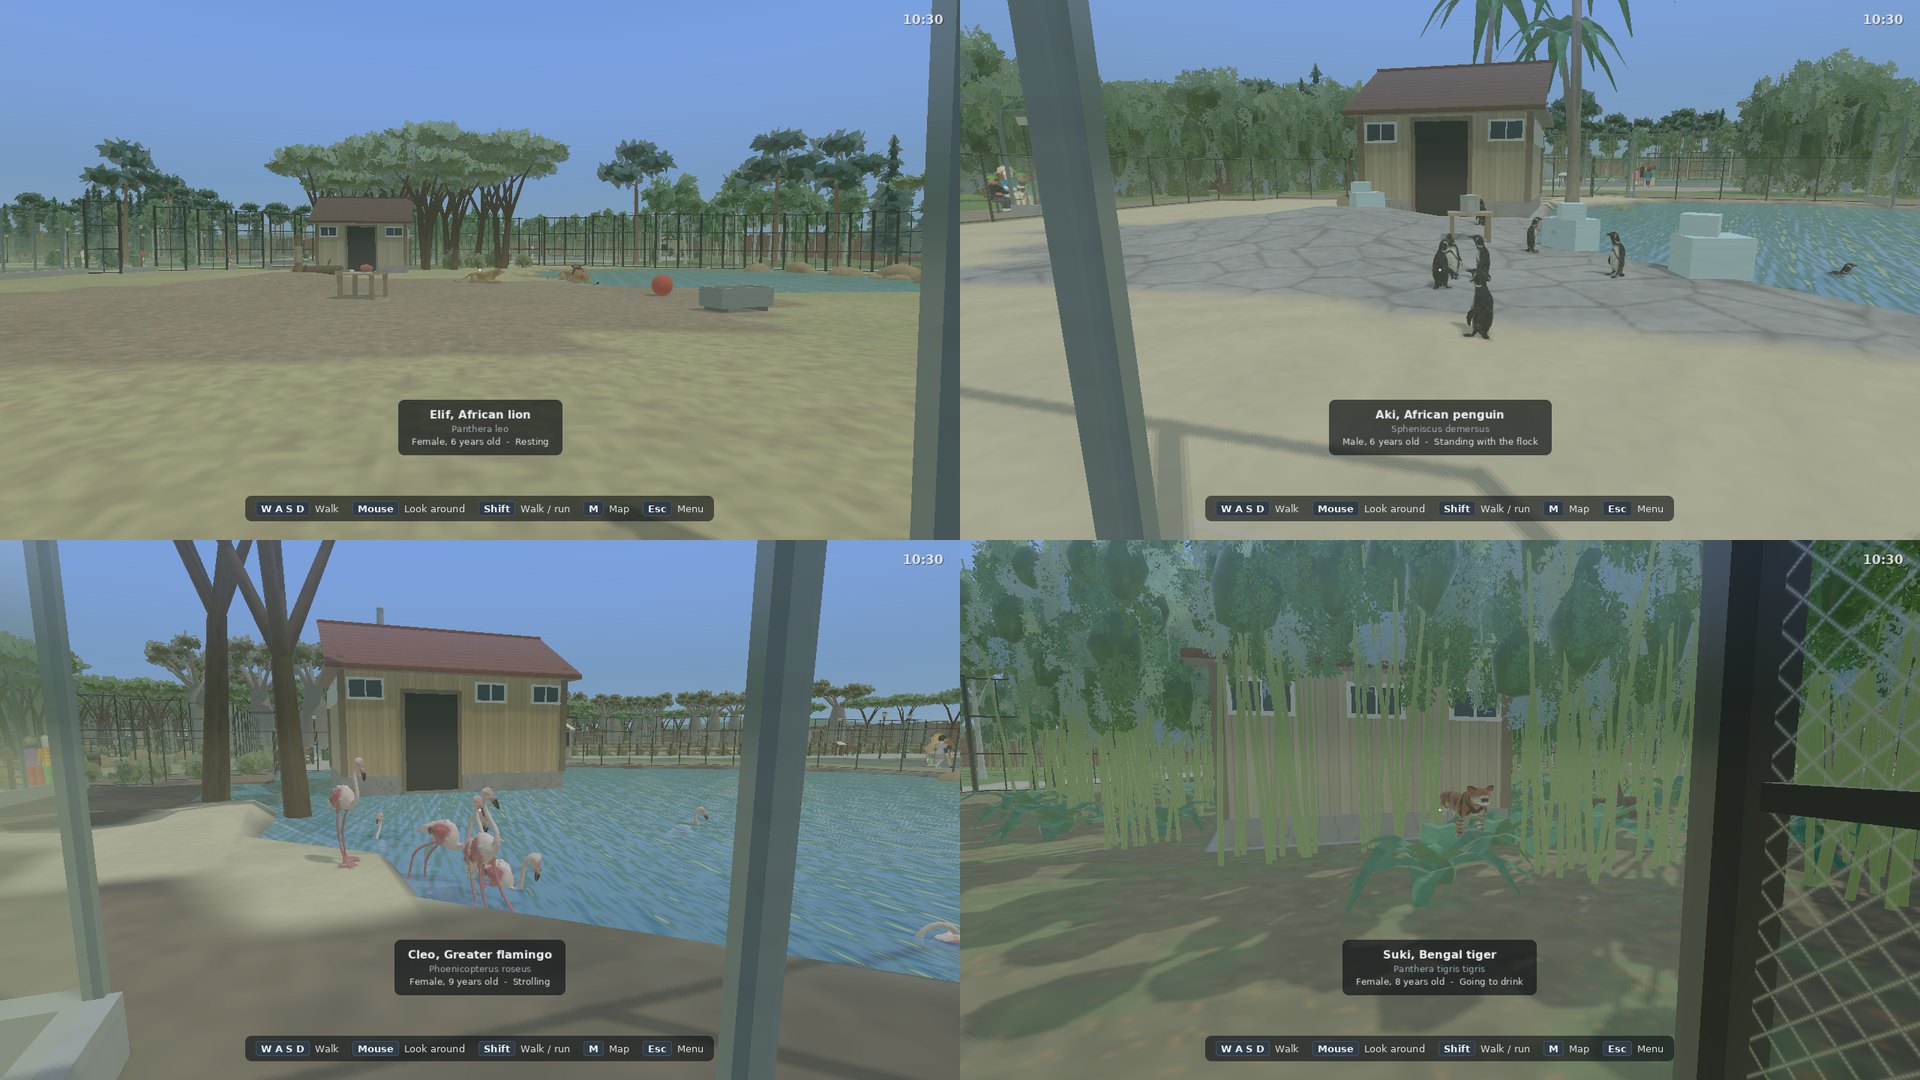 10:30
Elif, African lion
Panthera leo
Female, 6 years old - Resting
W A S D Walk Mouse Look around Shift Walk / run M Map Esc Menu
10:30
Aki, African penguin
Spheniscus demersus
Male, 6 years old - Standing with the flock
W A S D Walk Mouse Look around Shift Walk / run M Map Esc Menu
10:30
Cleo, Greater flamingo
Phoenicopterus roseus
Female, 9 years old - Strolling
W A S D Walk Mouse Look around Shift Walk / run M Map Esc Menu
10:30
Suki, Bengal tiger
Panthera tigris tigris
Female, 8 years old - Going to drink
W A S D Walk Mouse Look around Shift Walk / run M Map Esc Menu